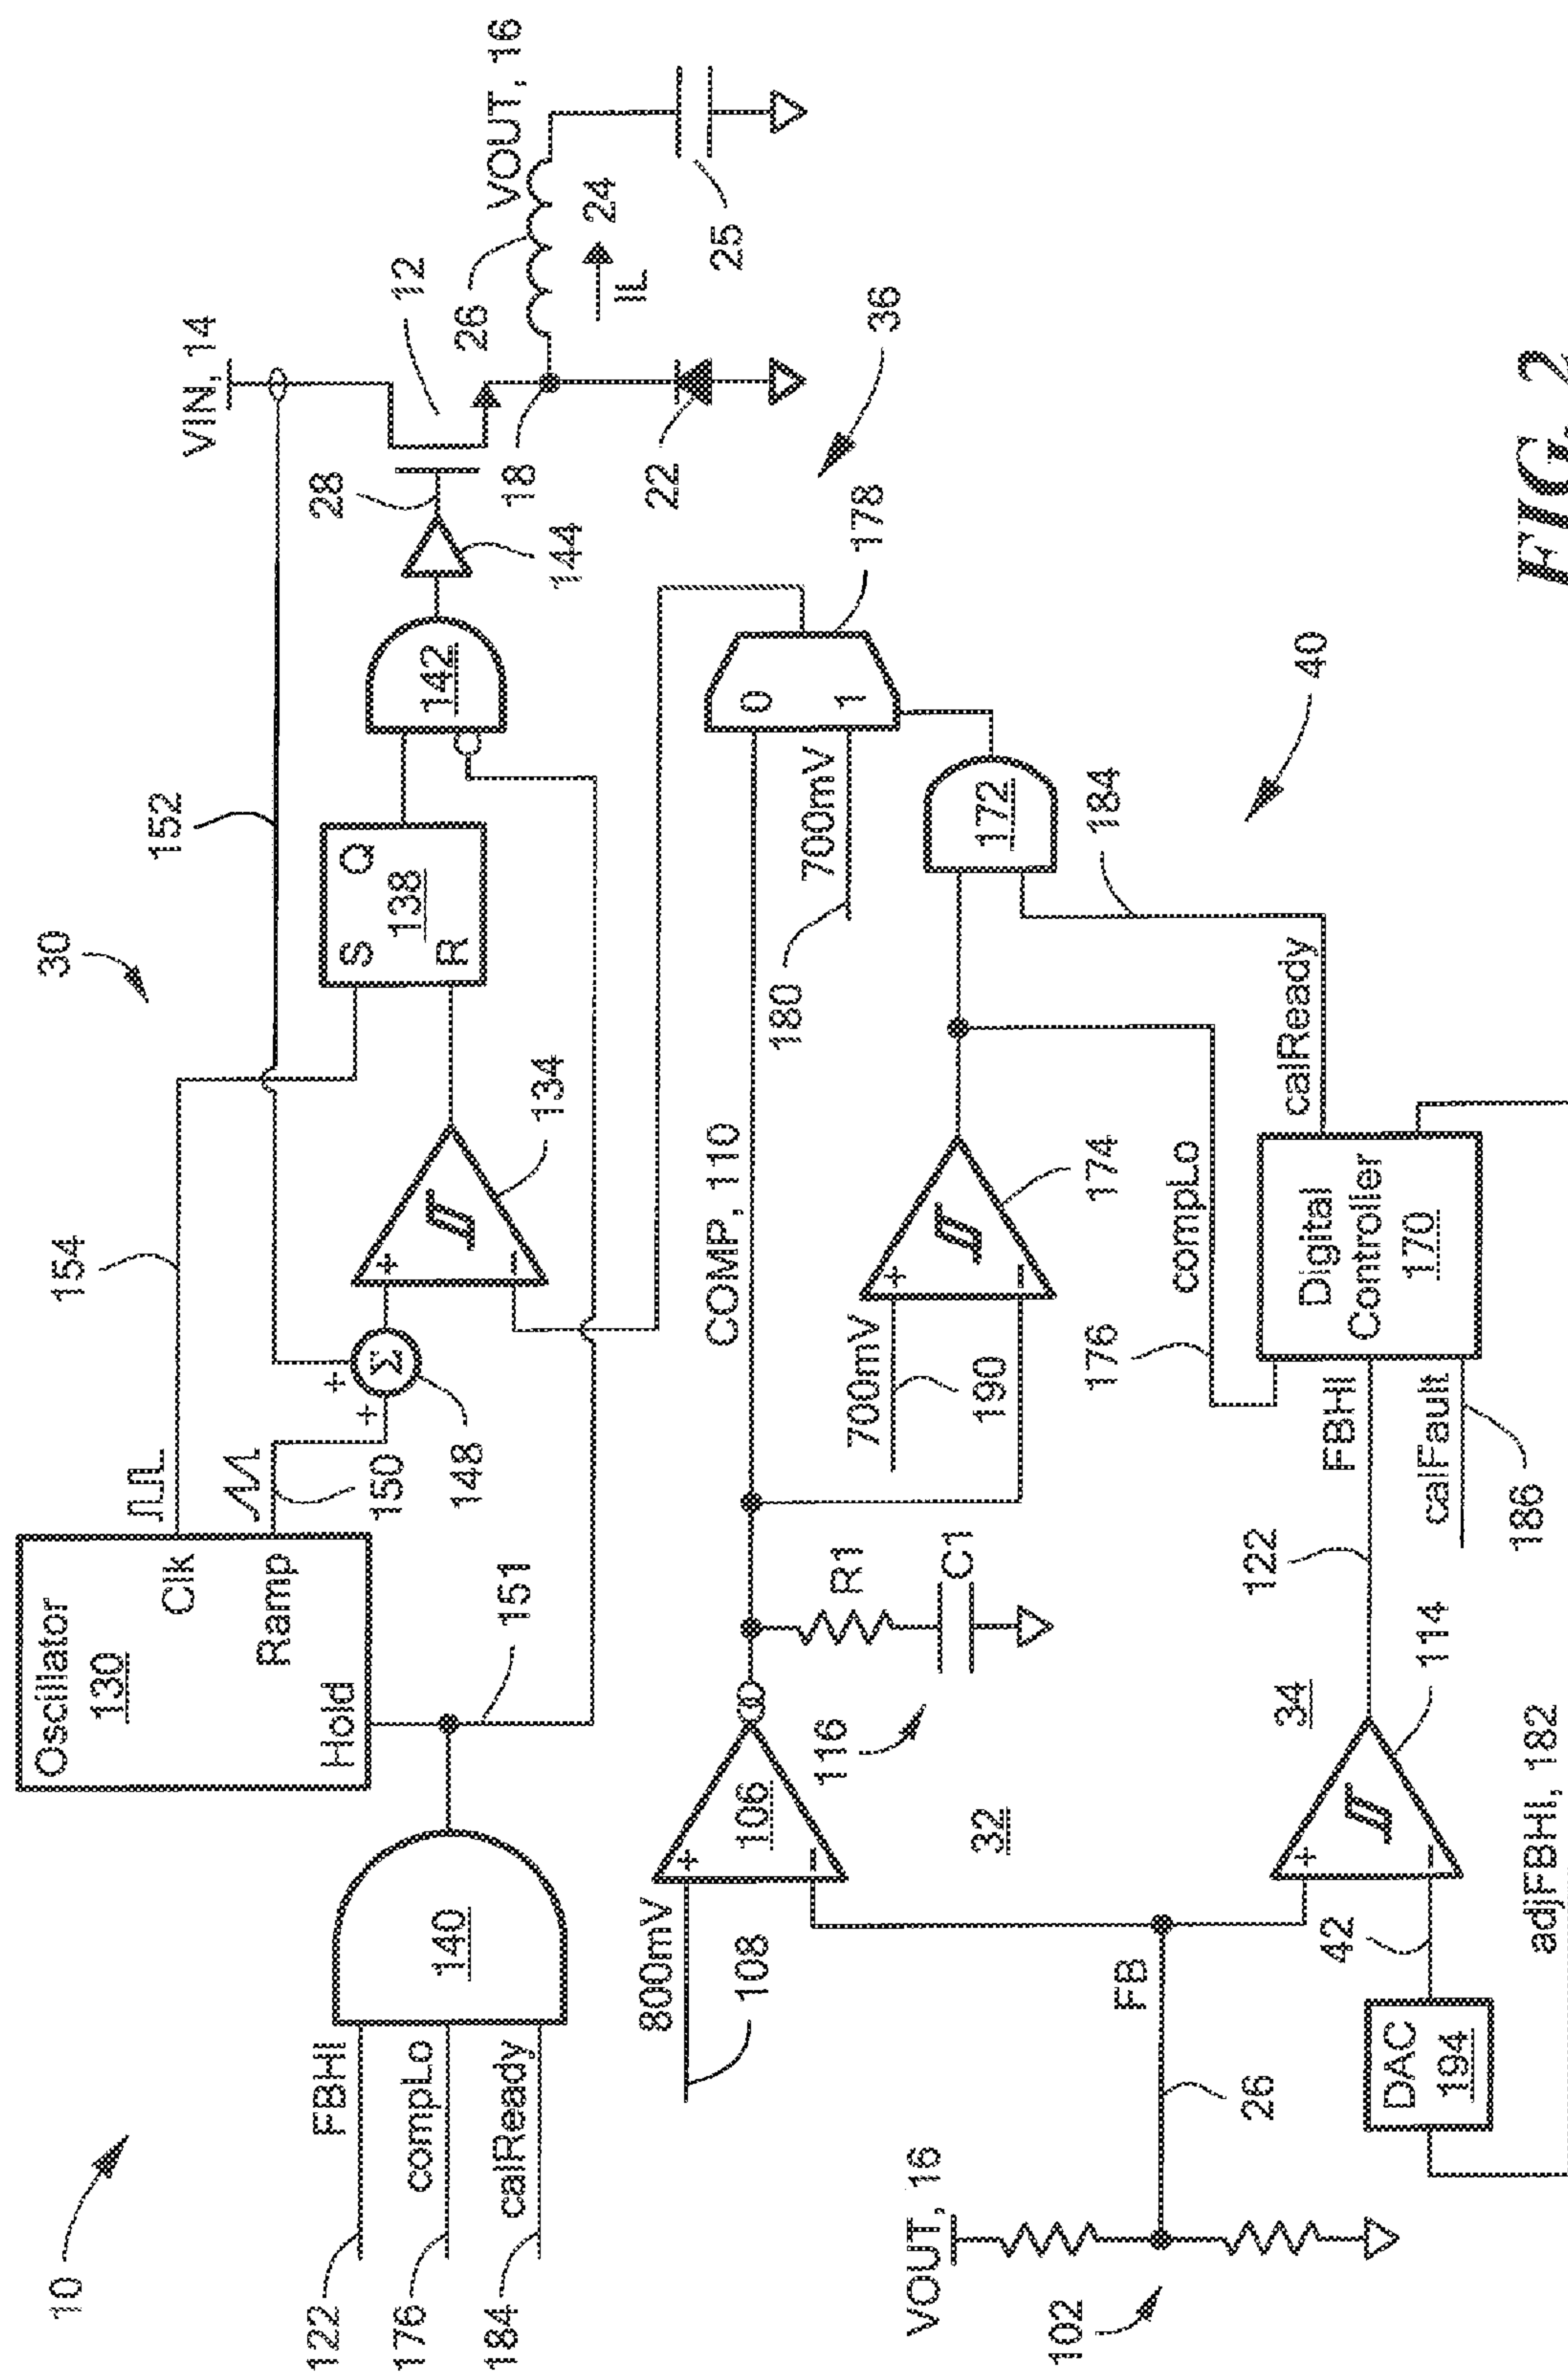 10
30
Oscillator
130
Clk
Ramp
Hold
154
152
VIN, 14
12
28
18
144
22
26
VOUT, 16
24
IL
25
FBHI
compLo
calReady
122
176
184
140
151
150
148
+
+
Σ
+
−
134
S
Q
R
138
142
36
800mV
108
+
−
106
32
116
R1
C1
COMP, 110
0
1
178
700mV
180
700mV
190
+
−
174
172
184
40
VOUT, 16
102
FB
26
DAC
194
42
+
−
34
114
122
FBHI
calFault
186
176
compLo
Digital
Controller
170
calReady
adjFBHI, 182
FIG. 2